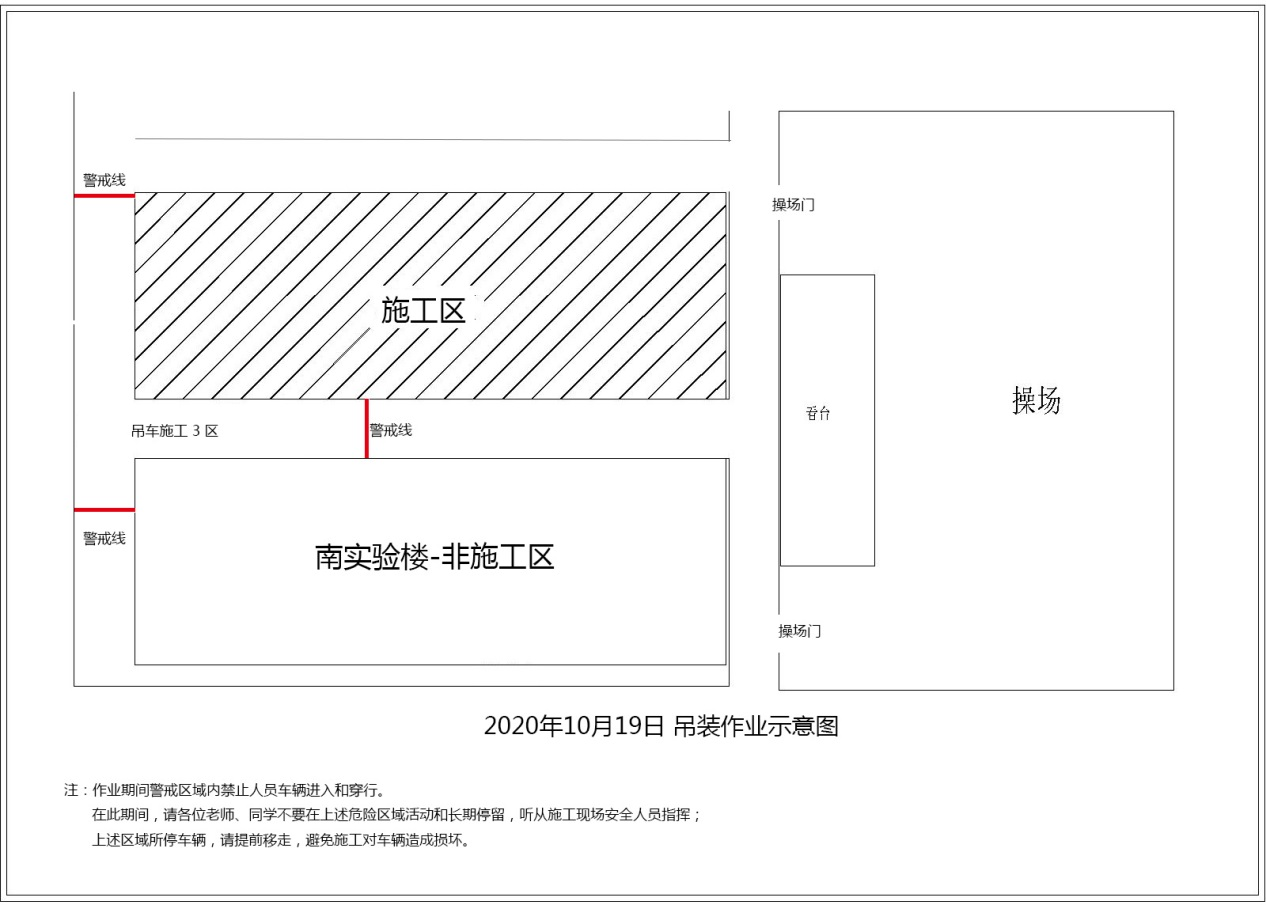 警戒线
操场门
施工区
看台
操场
吊车施工 3 区
警戒线
警戒线
南实验楼-非施工区
操场门
2020年10月19日 吊装作业示意图
注：作业期间警戒区域内禁止人员车辆进入和穿行。
在此期间，请各位老师、同学不要在上述危险区域活动和长期停留，听从施工现场安全人员指挥；
上述区域所停车辆，请提前移走，避免施工对车辆造成损坏。